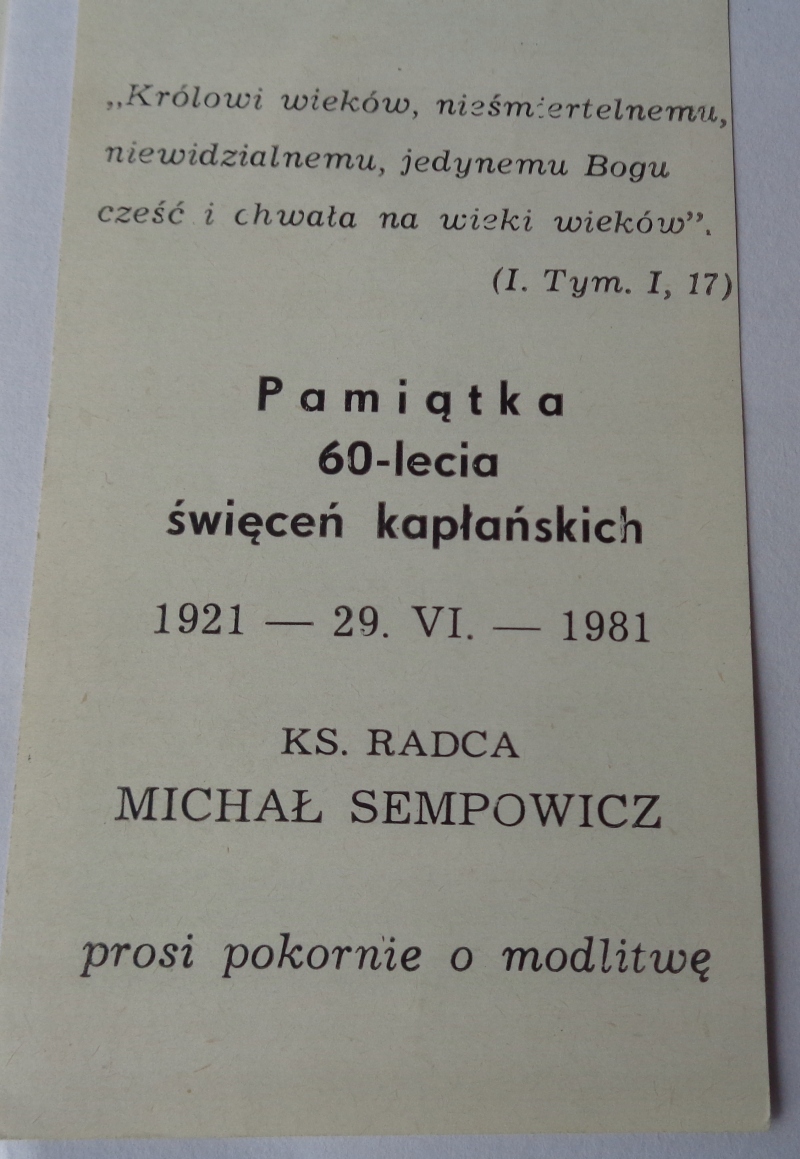 „Królowi wieków, nieśmiertelnemu,
niewidzialnemu, jedynemu Bogu
cześć i chwała na wieki wieków”.
(I. Tym. I, 17)
Pamiątka
60-lecia
święceń kapłańskich
1921 — 29. VI. — 1981
KS. RADCA
MICHAŁ SEMPOWICZ
prosi pokornie o modlitwę